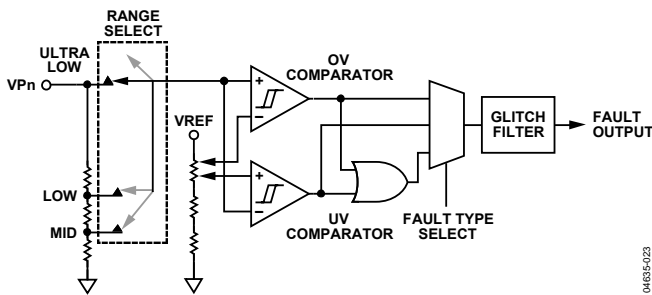 RANGE
SELECT
ULTRA
LOW
VPn
LOW
MID
VREF
+
–
OV
COMPARATOR
+
–
UV
COMPARATOR
FAULT TYPE
SELECT
GLITCH
FILTER
FAULT
OUTPUT
04635-023